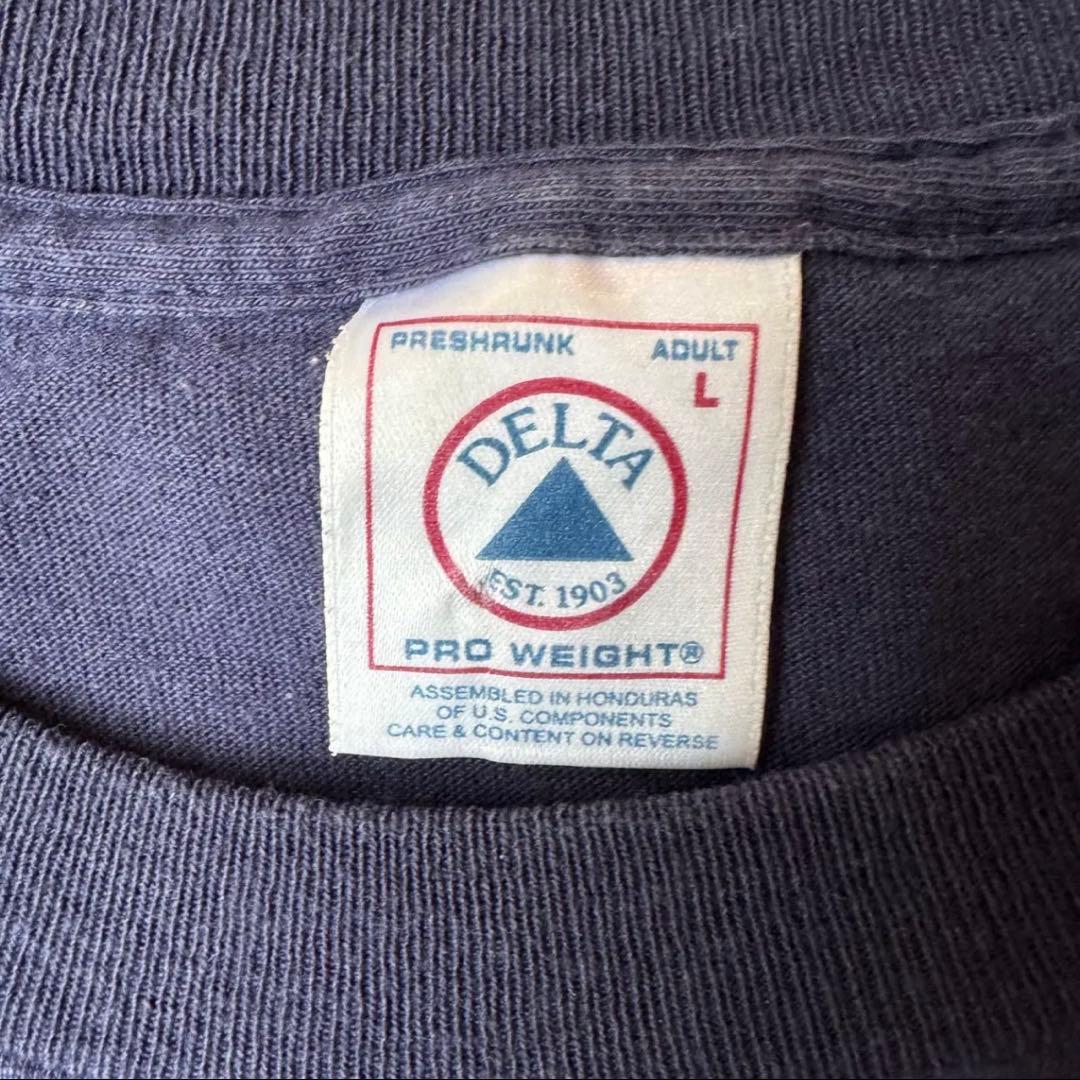 PRESHRUNK ADULT
L
DELTA
EST. 1903
PRO WEIGHT®
ASSEMBLED IN HONDURAS
OF U.S. COMPONENTS
CARE & CONTENT ON REVERSE